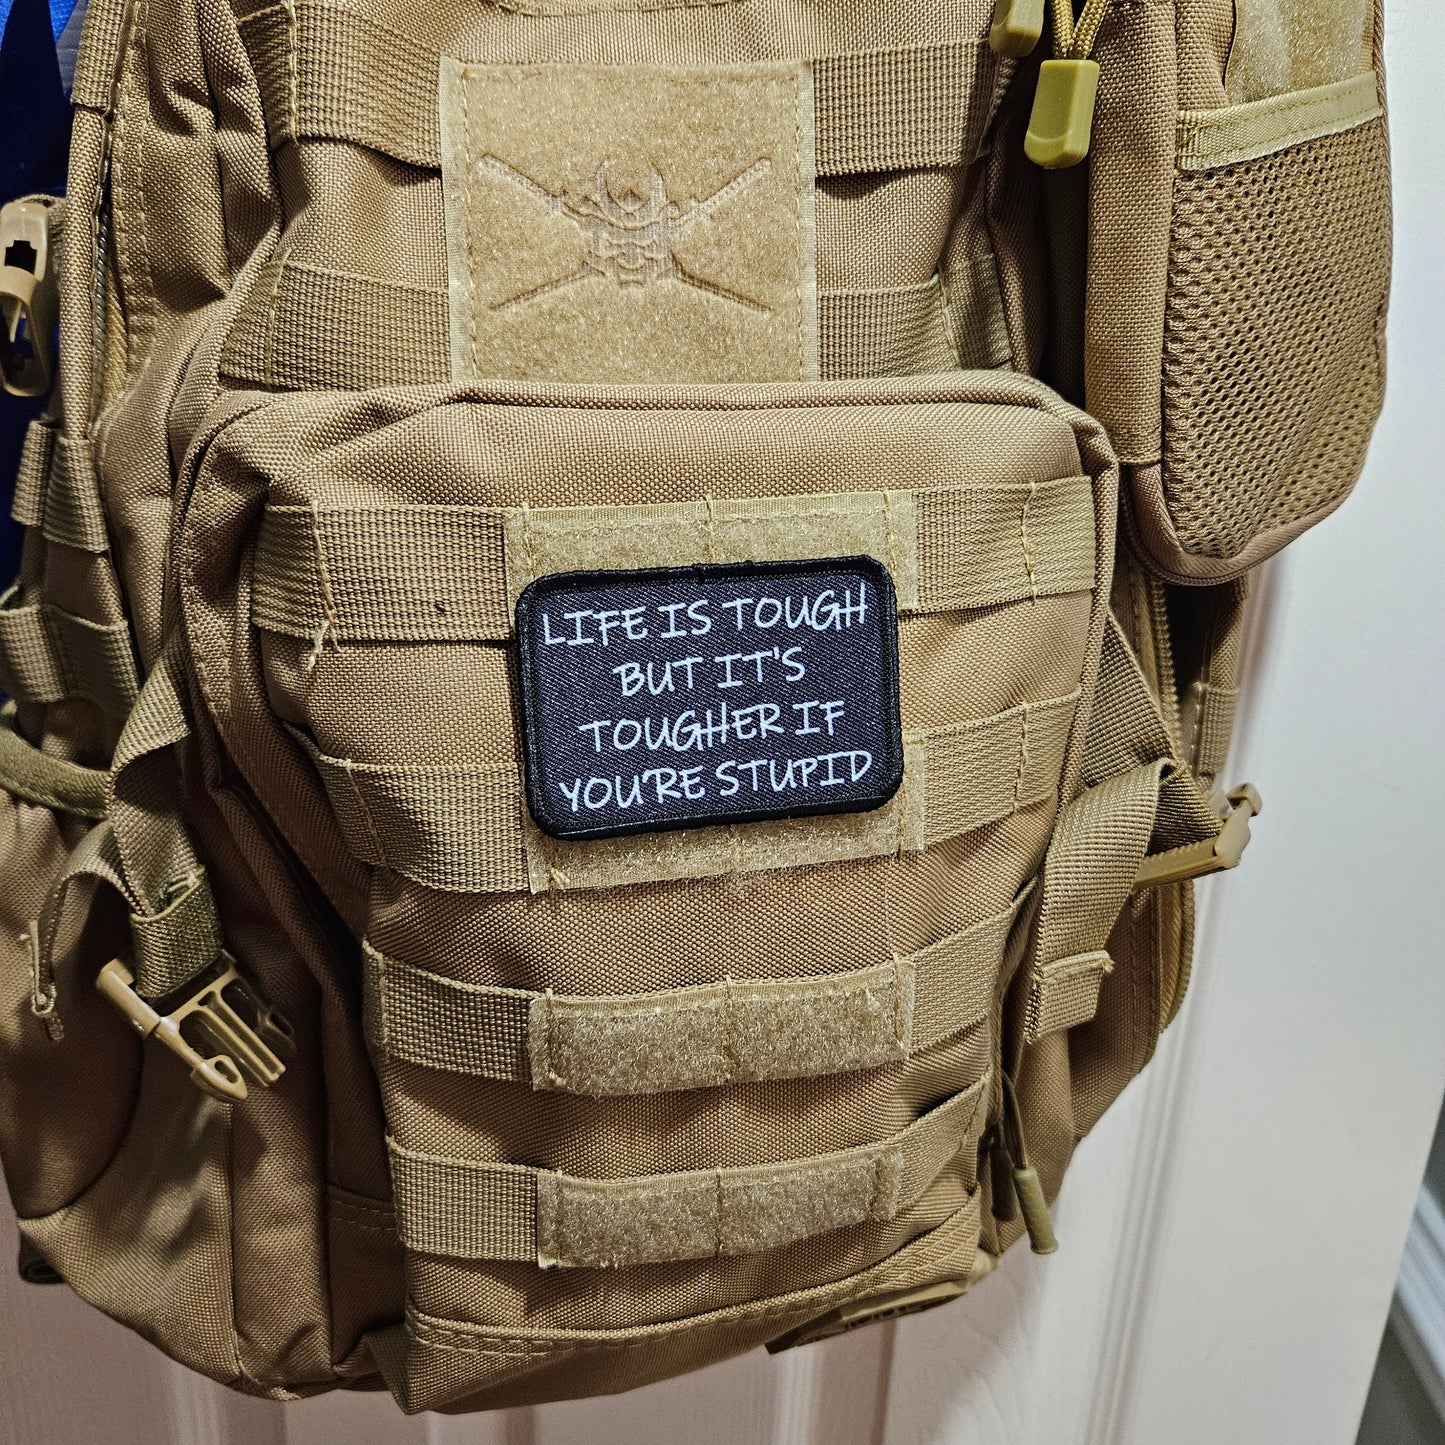 LIFE IS TOUGH
BUT IT'S
TOUGHER IF
YOU'RE STUPID